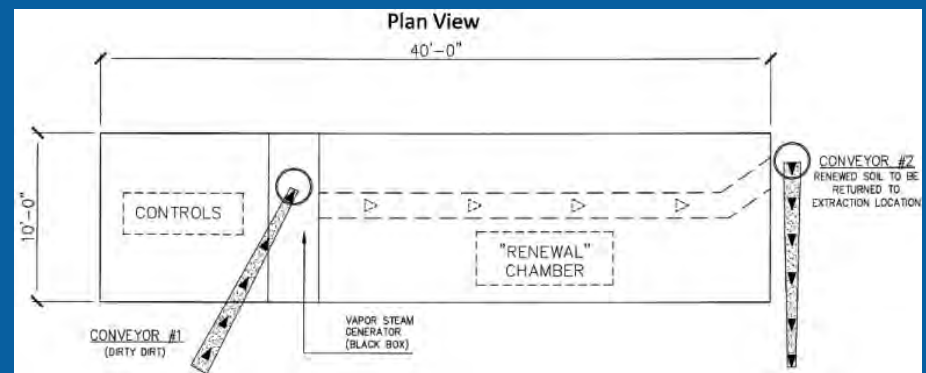 Plan View
40'-0"
10'-0"
CONTROLS
CONVEYOR #2
RENEWED SOIL TO BE
RETURNED TO
EXTRACTION LOCATION
"RENEWAL"
CHAMBER
CONVEYOR #1
(DIRTY DIRT)
VAPOR STEAM
GENERATOR
(BLACK BOX)